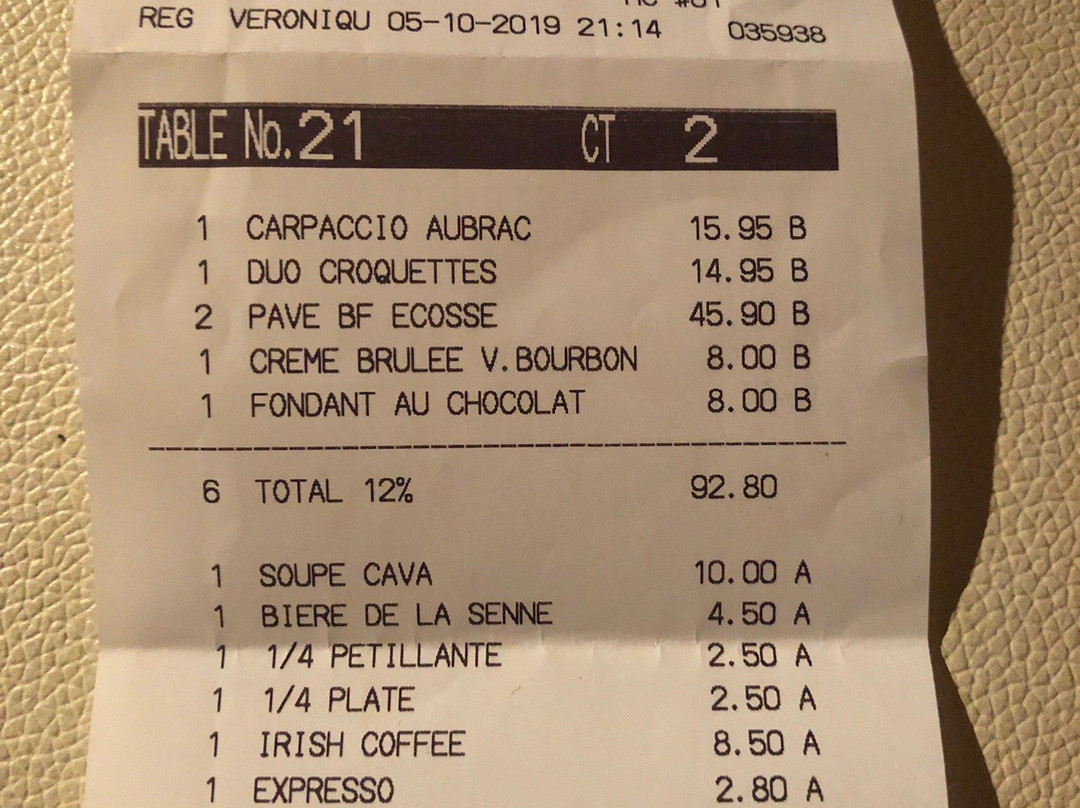 REG VERONIQU 05-10-2019 21:14 035938
TABLE No.21 CT 2
1 CARPACCIO AUBRAC 15.95 B
1 DUO CROQUETTES 14.95 B
2 PAVE BF ECOSSE 45.90 B
1 CREME BRULEE V.BOURBON 8.00 B
1 FONDANT AU CHOCOLAT 8.00 B
6 TOTAL 12% 92.80
1 SOUPE CAVA 10.00 A
1 BIERE DE LA SENNE 4.50 A
1 1/4 PETILLANTE 2.50 A
1 1/4 PLATE 2.50 A
1 IRISH COFFEE 8.50 A
1 EXPRESSO 2.80 A